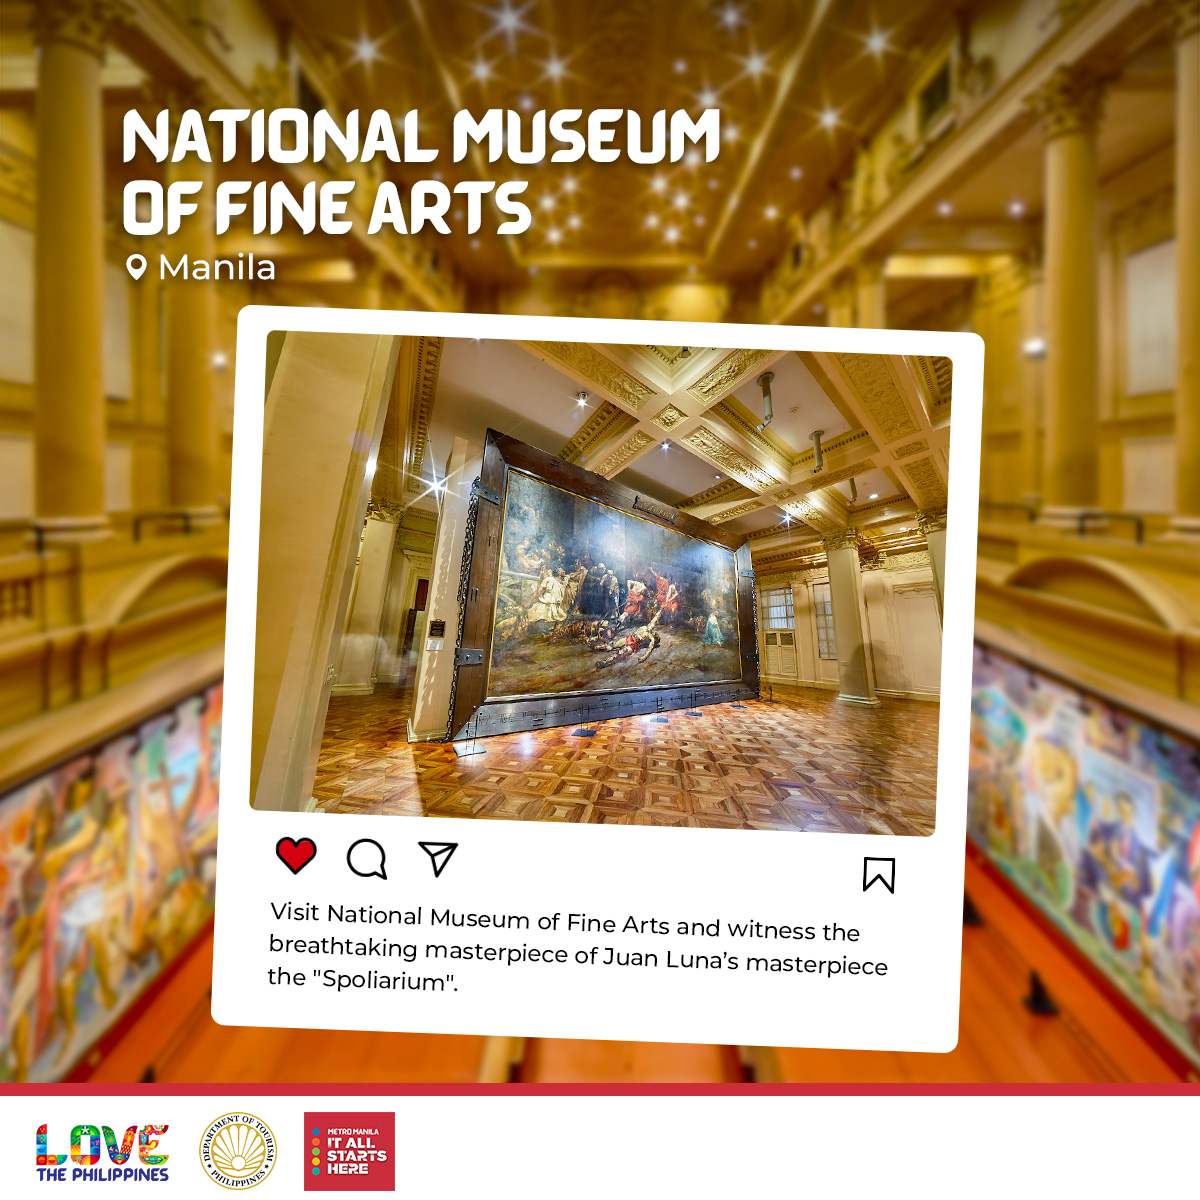 NATIONAL MUSEUM
OF FINE ARTS
Manila
Visit National Museum of Fine Arts and witness the
breathtaking masterpiece of Juan Luna’s masterpiece
the "Spoliarium".
LOVE
THE PHILIPPINES
DEPARTMENT OF TOURISM
PHILIPPINES
METRO MANILA
IT ALL
STARTS
HERE